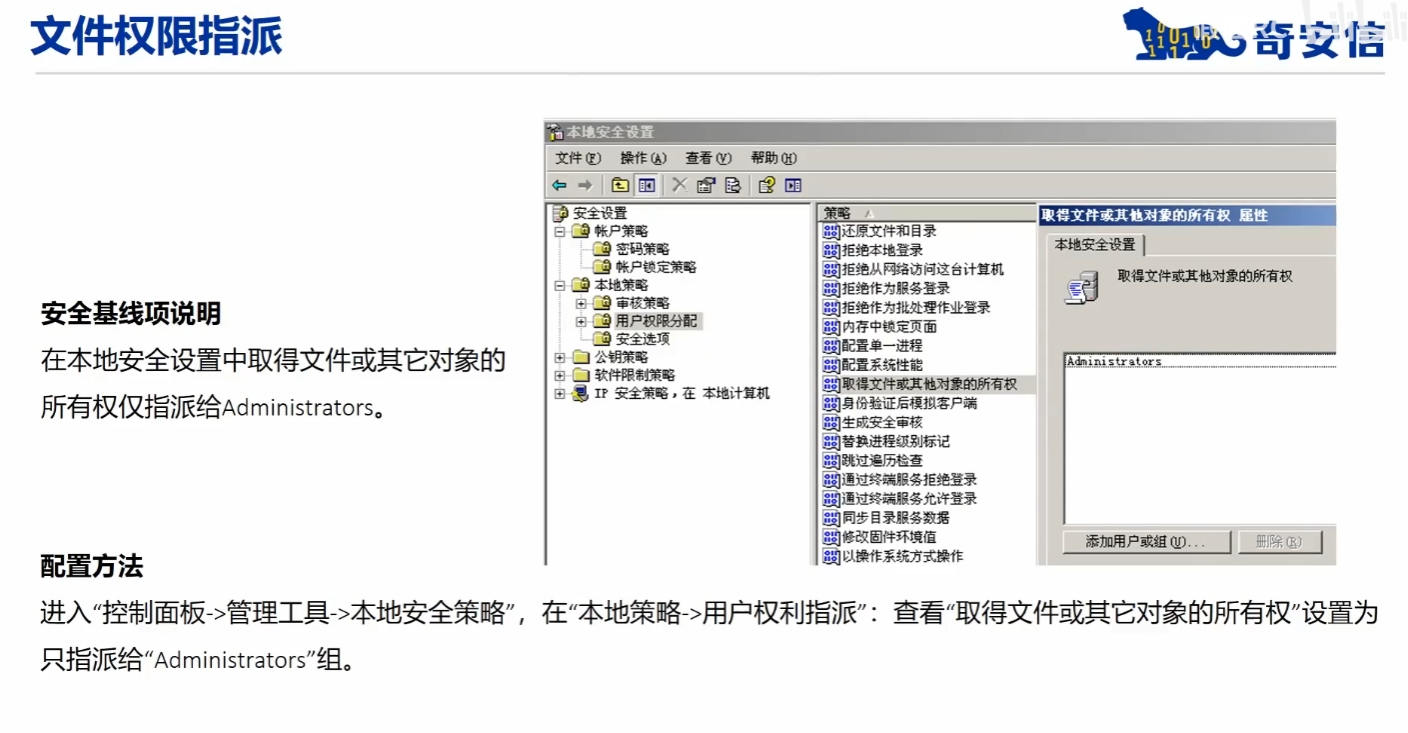 文件权限指派
奇安信
本地安全设置
文件(F) 操作(A) 查看(V) 帮助(H)
安全设置
帐户策略
密码策略
帐户锁定策略
本地策略
审核策略
用户权限分配
安全选项
公钥策略
软件限制策略
IP 安全策略，在 本地计算机
策略
还原文件和目录
拒绝本地登录
拒绝从网络访问这台计算机
拒绝作为服务登录
拒绝作为批处理作业登录
内存中锁定页面
配置单一进程
配置系统性能
取得文件或其他对象的所有权
身份验证后模拟客户端
生成安全审核
替换进程级别标记
跳过遍历检查
通过终端服务拒绝登录
通过终端服务允许登录
同步目录服务数据
修改固件环境值
以操作系统方式操作
取得文件或其他对象的所有权 属性
本地安全设置
取得文件或其他对象的所有权
Administrators
添加用户或组(U)... 删除(R)
安全基线项说明
在本地安全设置中取得文件或其它对象的
所有权仅指派给Administrators。
配置方法
进入“控制面板->管理工具->本地安全策略”，在“本地策略->用户权利指派”：查看“取得文件或其它对象的所有权”设置为
只指派给“Administrators”组。